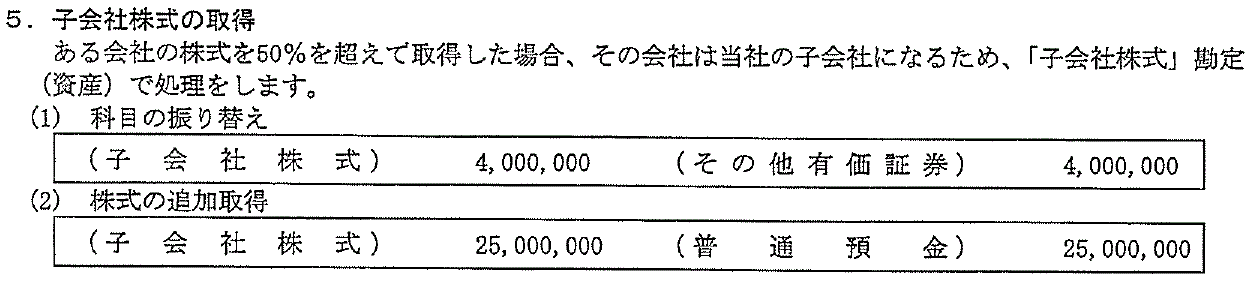 5．子会社株式の取得
ある会社の株式を50％を超えて取得した場合、その会社は当社の子会社になるため、「子会社株式」勘定
（資産）で処理をします。
(1)　科目の振り替え
（子　会　社　株　式）　4,000,000　（その他有価証券）　4,000,000
(2)　株式の追加取得
（子　会　社　株　式）　25,000,000　（普　通　預　金）　25,000,000